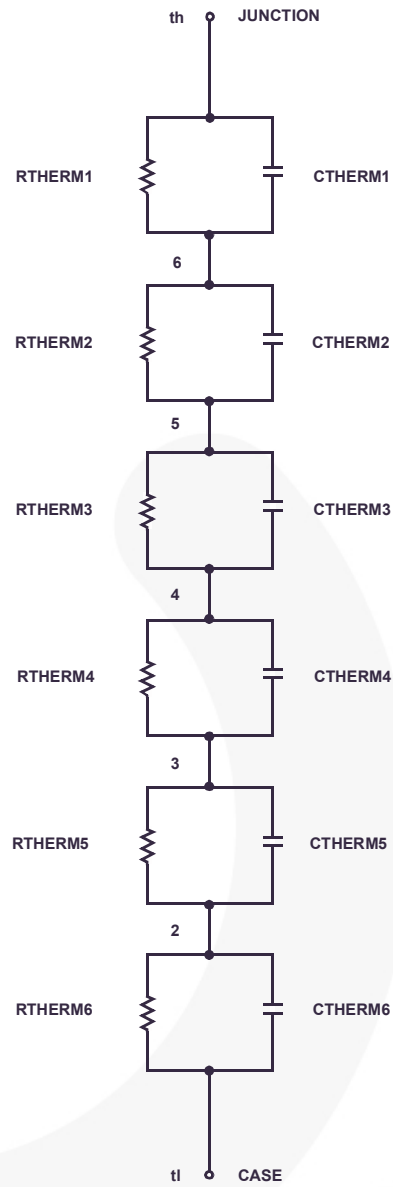 th JUNCTION
RTHERM1 CTHERM1
6
RTHERM2 CTHERM2
5
RTHERM3 CTHERM3
4
RTHERM4 CTHERM4
3
RTHERM5 CTHERM5
2
RTHERM6 CTHERM6
tl CASE